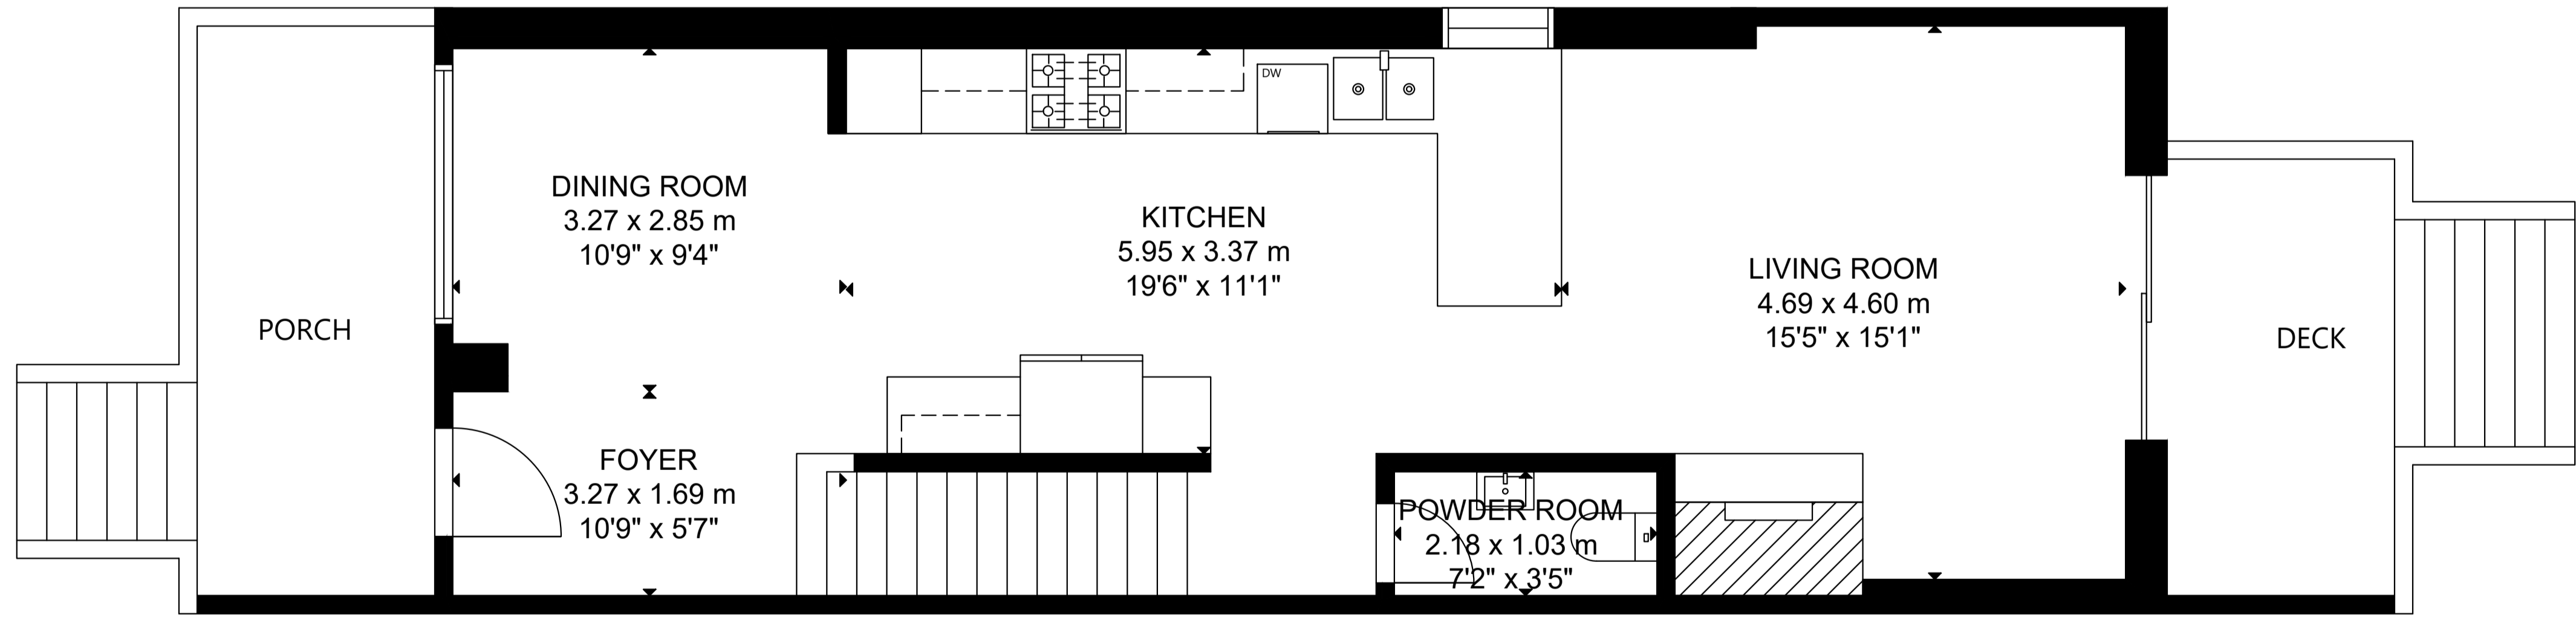 DW
DINING ROOM
3.27 x 2.85 m
10'9" x 9'4"
KITCHEN
5.95 x 3.37 m
19'6" x 11'1"
LIVING ROOM
4.69 x 4.60 m
15'5" x 15'1"
PORCH
DECK
FOYER
3.27 x 1.69 m
10'9" x 5'7"
POWDER ROOM
2.18 x 1.03 m
7'2" x 3'5"